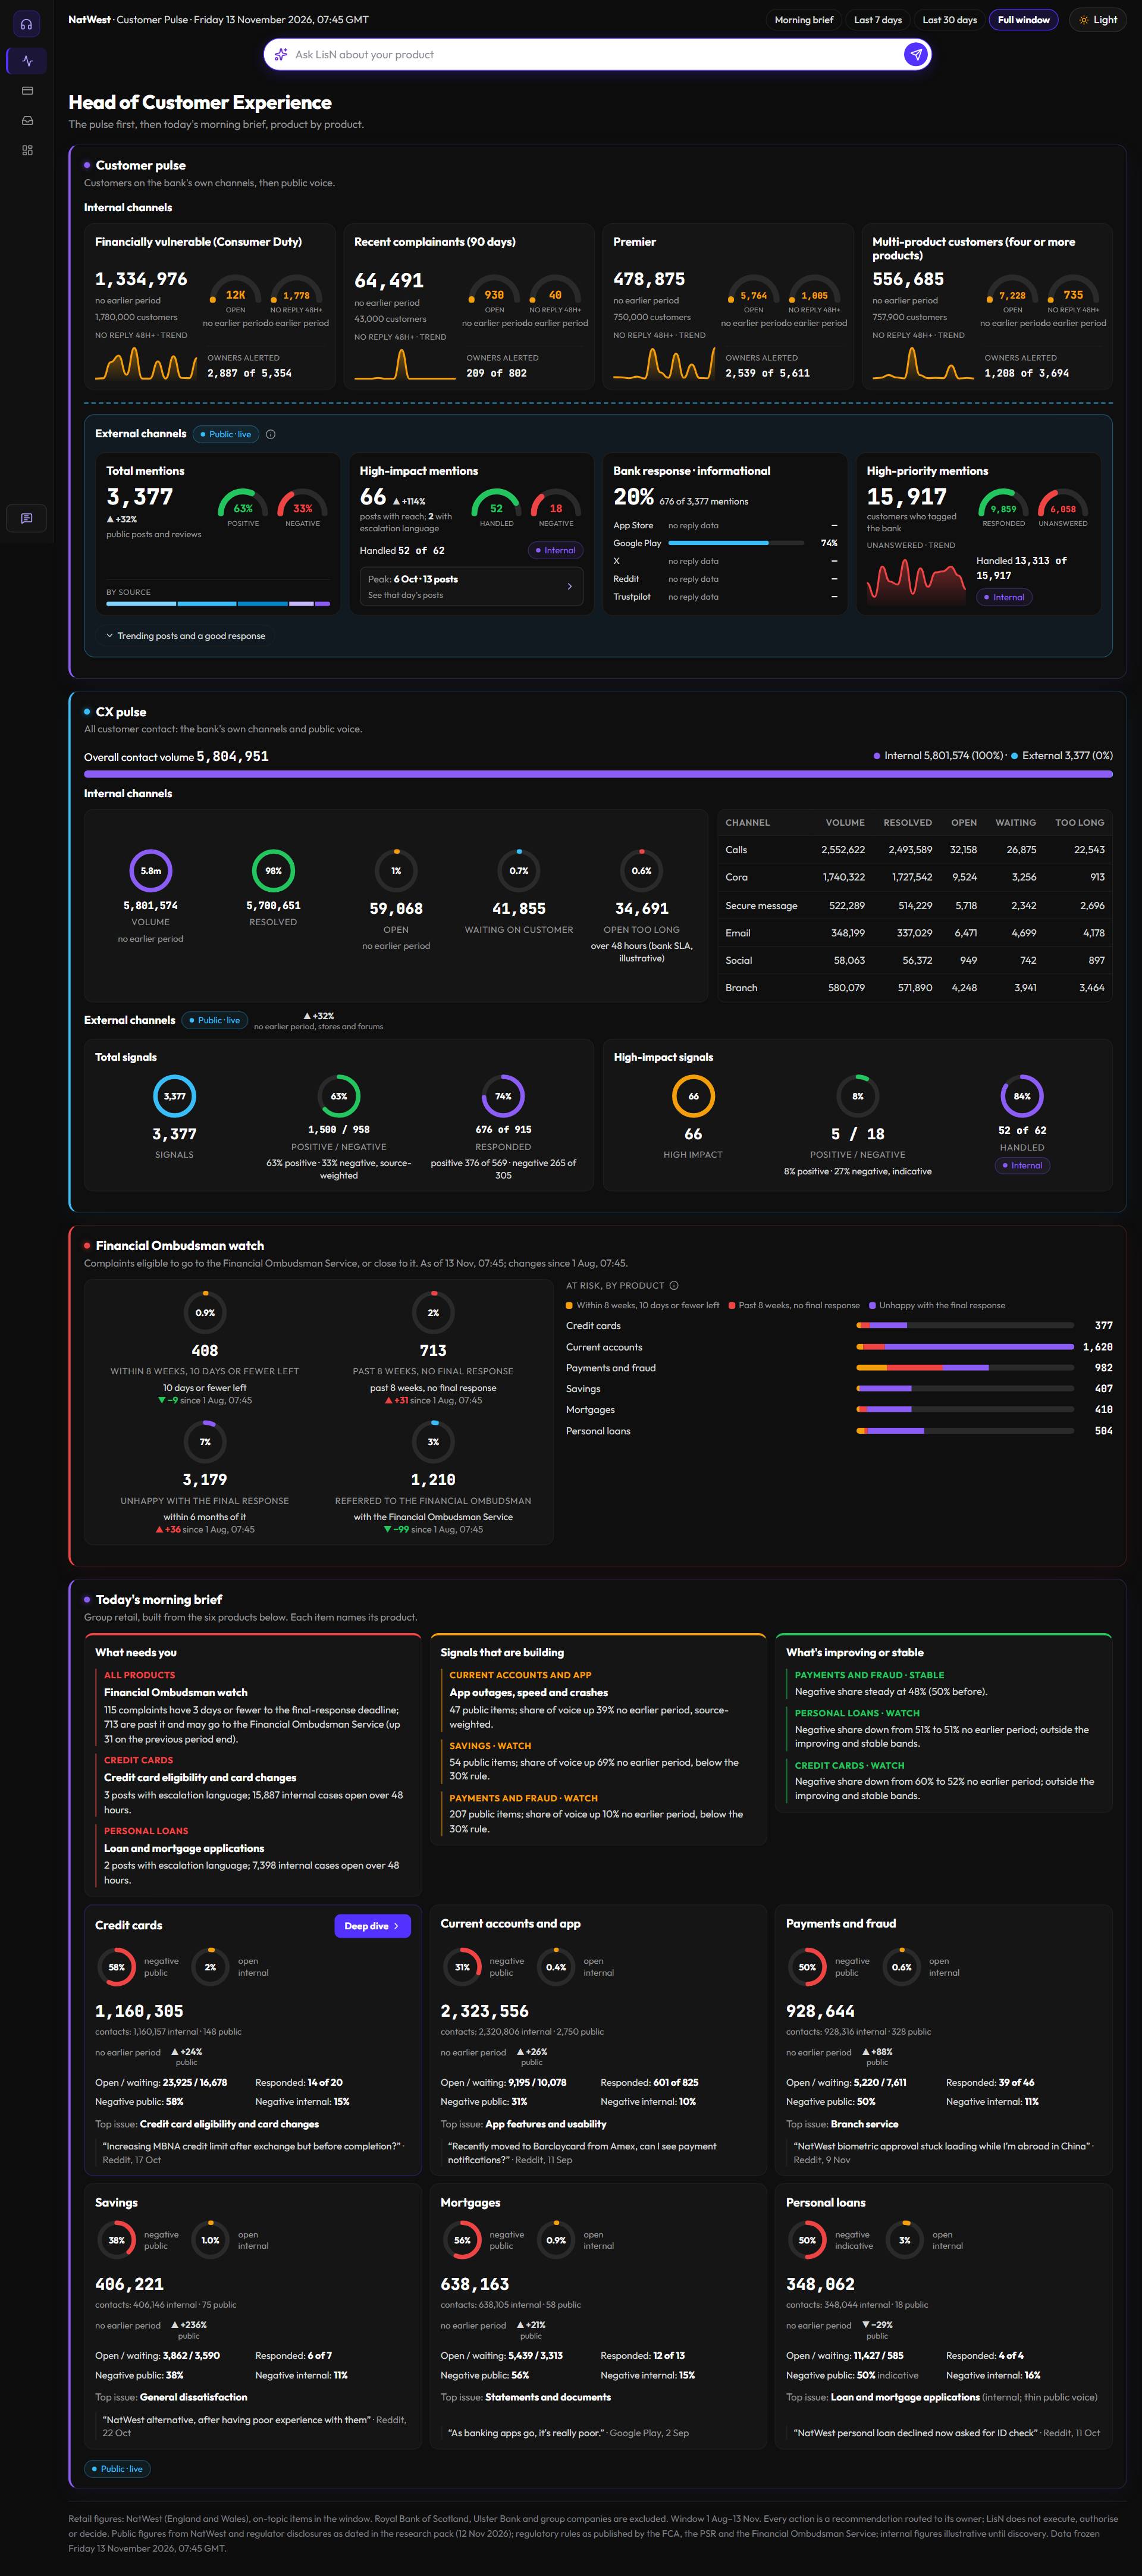 NatWest · Customer Pulse · Friday 13 November 2026, 07:45 GMT
Morning brief
Last 7 days
Last 30 days
Full window
Light
Ask LisN about your product
Head of Customer Experience
The pulse first, then today's morning brief, product by product.
Customer pulse
Customers on the bank's own channels, then public voice.
Internal channels
Financially vulnerable (Consumer Duty)
1,334,976
no earlier period
1,780,000 customers
12K
OPEN
no earlier period
1,778
NO REPLY 48H+
no earlier period
NO REPLY 48H+ · TREND
OWNERS ALERTED
2,887 of 5,354
Recent complainants (90 days)
64,491
no earlier period
43,000 customers
930
OPEN
no earlier period
40
NO REPLY 48H+
no earlier period
NO REPLY 48H+ · TREND
OWNERS ALERTED
209 of 802
Premier
478,875
no earlier period
750,000 customers
5,764
OPEN
no earlier period
1,005
NO REPLY 48H+
no earlier period
NO REPLY 48H+ · TREND
OWNERS ALERTED
2,539 of 5,611
Multi-product customers (four or more
products)
556,685
no earlier period
757,900 customers
7,228
OPEN
no earlier period
735
NO REPLY 48H+
no earlier period
NO REPLY 48H+ · TREND
OWNERS ALERTED
1,208 of 3,694
External channels
Public · live
Total mentions
3,377
▲ +32%
public posts and reviews
63%
POSITIVE
33%
NEGATIVE
BY SOURCE
High-impact mentions
66 ▲ +114%
posts with reach; 2 with
escalation language
52
HANDLED
18
NEGATIVE
Handled 52 of 62
Internal
Peak: 6 Oct · 13 posts
See that day's posts
Bank response · informational
20% 676 of 3,377 mentions
App Store no reply data –
Google Play 74%
X no reply data –
Reddit no reply data –
Trustpilot no reply data –
High-priority mentions
15,917
customers who tagged
the bank
9,859
RESPONDED
6,058
UNANSWERED
UNANSWERED · TREND
Handled 13,313 of
15,917
Internal
Trending posts and a good response
CX pulse
All customer contact: the bank's own channels and public voice.
Overall contact volume 5,804,951
Internal 5,801,574 (100%) · External 3,377 (0%)
Internal channels
5.8m
5,801,574
VOLUME
no earlier period
98%
5,700,651
RESOLVED
1%
59,068
OPEN
no earlier period
0.7%
41,855
WAITING ON CUSTOMER
0.6%
34,691
OPEN TOO LONG
over 48 hours (bank SLA,
illustrative)
CHANNEL VOLUME RESOLVED OPEN WAITING TOO LONG
Calls 2,552,622 2,493,589 32,158 26,875 22,543
Cora 1,740,322 1,727,542 9,524 3,256 913
Secure message 522,289 514,229 5,718 2,342 2,696
Email 348,199 337,029 6,471 4,699 4,178
Social 58,063 56,372 949 742 897
Branch 580,079 571,890 4,248 3,941 3,464
External channels
Public · live
▲ +32%
no earlier period, stores and forums
Total signals
3,377
3,377
SIGNALS
63%
1,500 / 958
POSITIVE / NEGATIVE
63% positive · 33% negative, source-
weighted
74%
676 of 915
RESPONDED
positive 376 of 569 · negative 265 of
305
High-impact signals
66
66
HIGH IMPACT
8%
5 / 18
POSITIVE / NEGATIVE
8% positive · 27% negative, indicative
84%
52 of 62
HANDLED
Internal
Financial Ombudsman watch
Complaints eligible to go to the Financial Ombudsman Service, or close to it. As of 13 Nov, 07:45; changes since 1 Aug, 07:45.
0.9%
408
WITHIN 8 WEEKS, 10 DAYS OR FEWER LEFT
10 days or fewer left
▼ −9 since 1 Aug, 07:45
2%
713
PAST 8 WEEKS, NO FINAL RESPONSE
past 8 weeks, no final response
▲ +31 since 1 Aug, 07:45
7%
3,179
UNHAPPY WITH THE FINAL RESPONSE
within 6 months of it
▲ +36 since 1 Aug, 07:45
3%
1,210
REFERRED TO THE FINANCIAL OMBUDSMAN
with the Financial Ombudsman Service
▼ −99 since 1 Aug, 07:45
AT RISK, BY PRODUCT
Within 8 weeks, 10 days or fewer left
Past 8 weeks, no final response
Unhappy with the final response
Credit cards 377
Current accounts 1,620
Payments and fraud 982
Savings 407
Mortgages 410
Personal loans 504
Today's morning brief
Group retail, built from the six products below. Each item names its product.
What needs you
ALL PRODUCTS
Financial Ombudsman watch
115 complaints have 3 days or fewer to the final-response deadline;
713 are past it and may go to the Financial Ombudsman Service (up
31 on the previous period end).
CREDIT CARDS
Credit card eligibility and card changes
3 posts with escalation language; 15,887 internal cases open over 48
hours.
PERSONAL LOANS
Loan and mortgage applications
2 posts with escalation language; 7,398 internal cases open over 48
hours.
Signals that are building
CURRENT ACCOUNTS AND APP
App outages, speed and crashes
47 public items; share of voice up 39% no earlier period, source-
weighted.
SAVINGS · WATCH
54 public items; share of voice up 69% no earlier period, below the
30% rule.
PAYMENTS AND FRAUD · WATCH
207 public items; share of voice up 10% no earlier period, below the
30% rule.
What's improving or stable
PAYMENTS AND FRAUD · STABLE
Negative share steady at 48% (50% before).
PERSONAL LOANS · WATCH
Negative share down from 51% to 51% no earlier period; outside the
improving and stable bands.
CREDIT CARDS · WATCH
Negative share down from 60% to 52% no earlier period; outside the
improving and stable bands.
Credit cards
Deep dive
58%
negative
public
2%
open
internal
1,160,305
contacts: 1,160,157 internal · 148 public
no earlier period ▲ +24%
public
Open / waiting: 23,925 / 16,678 Responded: 14 of 20
Negative public: 58% Negative internal: 15%
Top issue: Credit card eligibility and card changes
“Increasing MBNA credit limit after exchange but before completion?” ·
Reddit, 17 Oct
Current accounts and app
31%
negative
public
0.4%
open
internal
2,323,556
contacts: 2,320,806 internal · 2,750 public
no earlier period ▲ +26%
public
Open / waiting: 9,195 / 10,078 Responded: 601 of 825
Negative public: 31% Negative internal: 10%
Top issue: App features and usability
“Recently moved to Barclaycard from Amex, can I see payment
notifications?” · Reddit, 11 Sep
Payments and fraud
50%
negative
public
0.6%
open
internal
928,644
contacts: 928,316 internal · 328 public
no earlier period ▲ +88%
public
Open / waiting: 5,220 / 7,611 Responded: 39 of 46
Negative public: 50% Negative internal: 11%
Top issue: Branch service
“NatWest biometric approval stuck loading while I'm abroad in China” ·
Reddit, 9 Nov
Savings
38%
negative
public
1.0%
open
internal
406,221
contacts: 406,146 internal · 75 public
no earlier period ▲ +236%
public
Open / waiting: 3,862 / 3,590 Responded: 6 of 7
Negative public: 38% Negative internal: 11%
Top issue: General dissatisfaction
“NatWest alternative, after having poor experience with them” · Reddit,
22 Oct
Mortgages
56%
negative
public
0.9%
open
internal
638,163
contacts: 638,105 internal · 58 public
no earlier period ▲ +21%
public
Open / waiting: 5,439 / 3,313 Responded: 12 of 13
Negative public: 56% Negative internal: 15%
Top issue: Statements and documents
“As banking apps go, it's really poor.” · Google Play, 2 Sep
Personal loans
50%
negative
indicative
3%
open
internal
348,062
contacts: 348,044 internal · 18 public
no earlier period ▼ −29%
public
Open / waiting: 11,427 / 585 Responded: 4 of 4
Negative public: 50% indicative Negative internal: 16%
Top issue: Loan and mortgage applications (internal; thin public voice)
“NatWest personal loan declined now asked for ID check” · Reddit, 11 Oct
Public · live
Retail figures: NatWest (England and Wales), on-topic items in the window. Royal Bank of Scotland, Ulster Bank and group companies are excluded. Window 1 Aug–13 Nov. Every action is a recommendation routed to its owner; LisN does not execute, authorise
or decide. Public figures from NatWest and regulator disclosures as dated in the research pack (12 Nov 2026); regulatory rules as published by the FCA, the PSR and the Financial Ombudsman Service; internal figures illustrative until discovery. Data frozen
Friday 13 November 2026, 07:45 GMT.